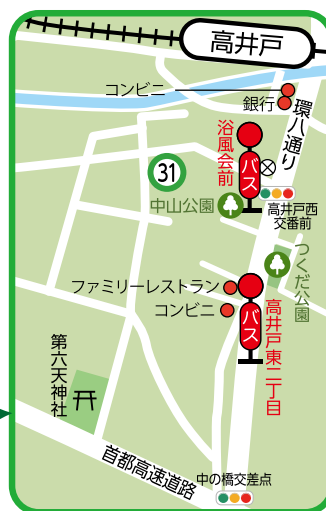 高井戸
コンビニ
銀行
環八通り
浴風会前
バス
31
中山公園
高井戸西
交番前
つくだ公園
ファミリーレストラン
コンビニ
バス
高井戸東二丁目
第六天神社
首都高速道路
中の橋交差点